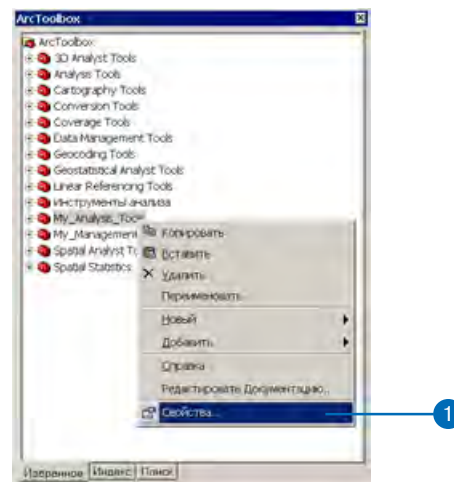 ArcToolbox
ArcToolbox
3D Analyst Tools
Analysis Tools
Cartography Tools
Conversion Tools
Coverage Tools
Data Management Tools
Geocoding Tools
Geostatistical Analyst Tools
Linear Referencing Tools
Инструменты анализа
My_Analysis_Tools
My_Management
Spatial Analyst To
Spatial Statistics
Копировать
Вставить
Удалить
Переименовать
Новый
Добавить
Справка
Редактировать Документацию...
Свойства...
1
Избранное Индекс Поиск